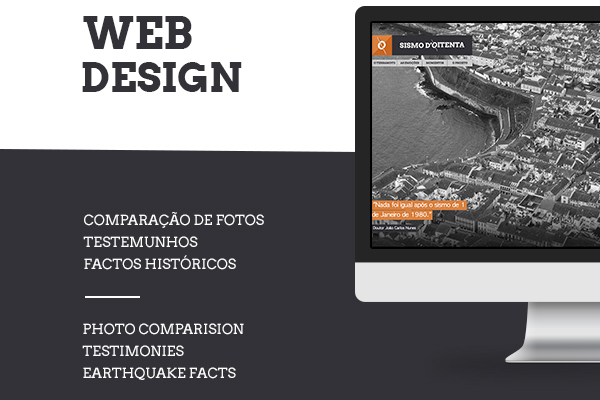 WEB
DESIGN
SISMO D'OITENTA
"Nada foi igual após o sismo de 1
de Janeiro de 1980."
Doutor João Carlos Nunes
COMPARAÇÃO DE FOTOS
TESTEMUNHOS
FACTOS HISTÓRICOS
PHOTO COMPARISION
TESTIMONIES
EARTHQUAKE FACTS